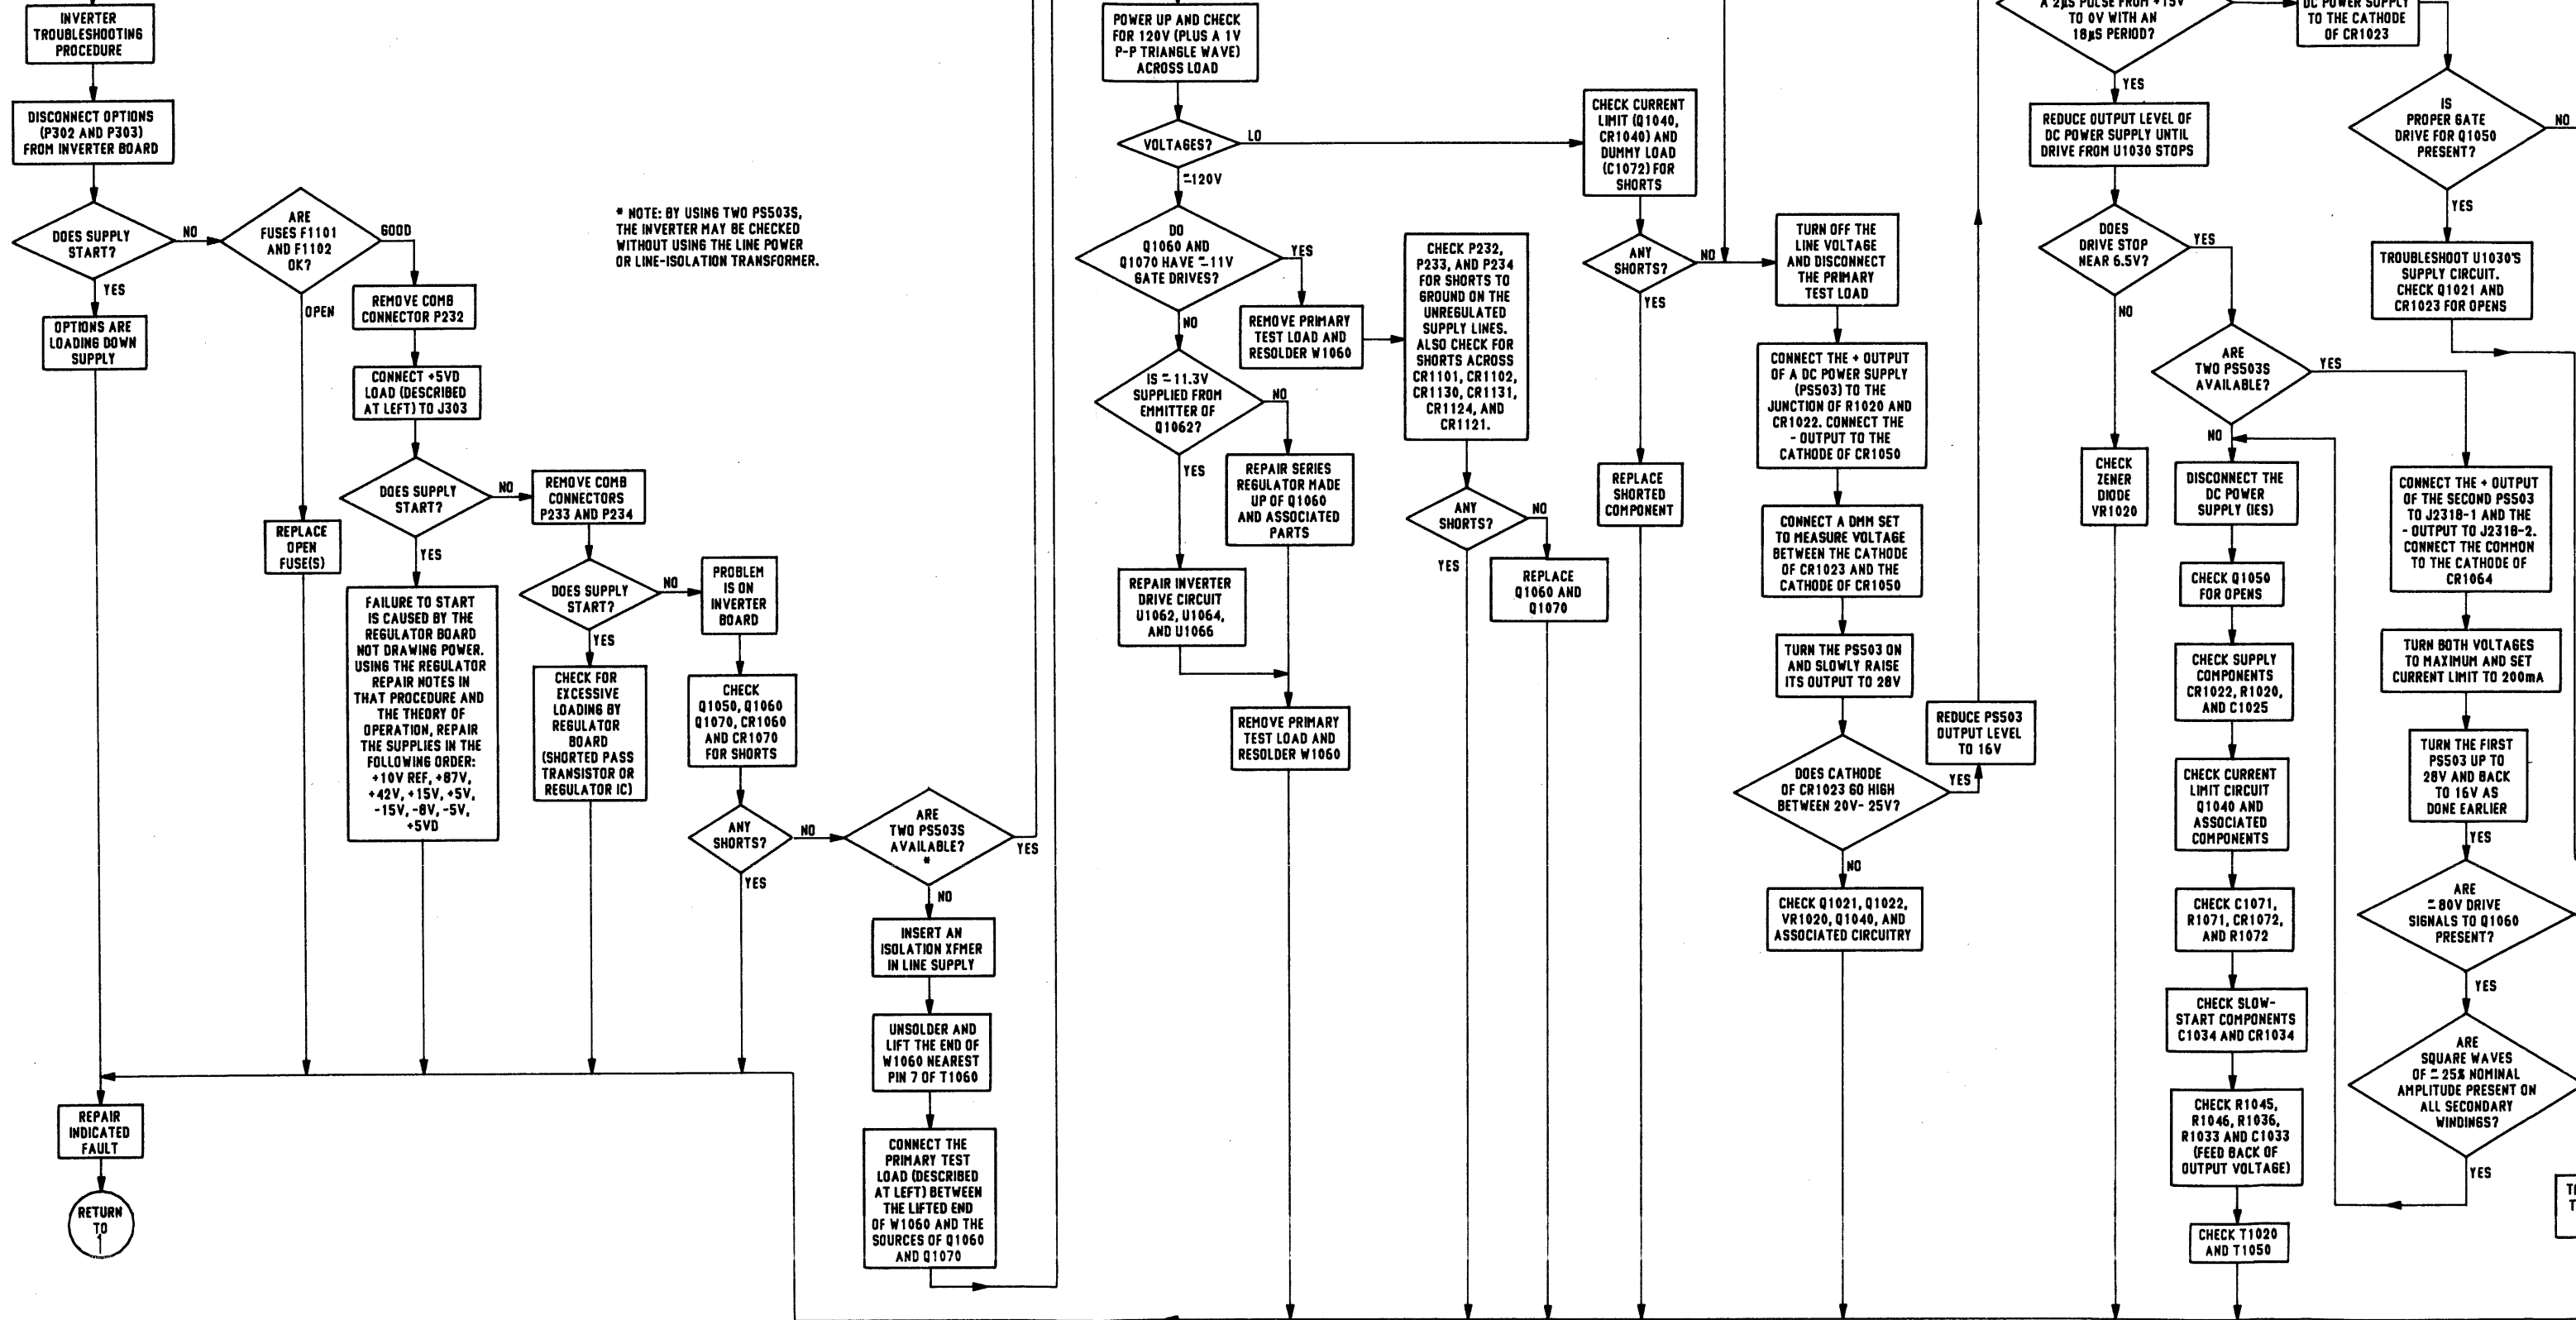 INVERTER
TROUBLESHOOTING
PROCEDURE
DISCONNECT OPTIONS
(P302 AND P303)
FROM INVERTER BOARD
DOES SUPPLY
START?
NO
YES
OPTIONS ARE
LOADING DOWN
SUPPLY
ARE
FUSES F1101
AND F1102
OK?
GOOD
OPEN
REMOVE COMB
CONNECTOR P232
CONNECT +5VD
LOAD (DESCRIBED
AT LEFT) TO J303
DOES SUPPLY
START?
NO
YES
REPLACE
OPEN
FUSE(S)
FAILURE TO START
IS CAUSED BY THE
REGULATOR BOARD
NOT DRAWING POWER.
USING THE REGULATOR
REPAIR NOTES IN
THAT PROCEDURE AND
THE THEORY OF
OPERATION, REPAIR
THE SUPPLIES IN THE
FOLLOWING ORDER:
+10V REF, +87V,
+42V, +15V, +5V,
-15V, -8V, -5V,
+5VD
REMOVE COMB
CONNECTORS
P233 AND P234
DOES SUPPLY
START?
NO
YES
CHECK FOR
EXCESSIVE
LOADING BY
REGULATOR
BOARD
(SHORTED PASS
TRANSISTOR OR
REGULATOR IC)
PROBLEM
IS ON
INVERTER
BOARD
CHECK
Q1050, Q1060
Q1070, CR1060
AND CR1070
FOR SHORTS
ANY
SHORTS?
NO
YES
ARE
TWO PS503S
AVAILABLE?
*
YES
NO
INSERT AN
ISOLATION XFMER
IN LINE SUPPLY
UNSOLDER AND
LIFT THE END OF
W1060 NEAREST
PIN 7 OF T1060
CONNECT THE
PRIMARY TEST
LOAD (DESCRIBED
AT LEFT) BETWEEN
THE LIFTED END
OF W1060 AND THE
SOURCES OF Q1060
AND Q1070
* NOTE: BY USING TWO PS503S,
THE INVERTER MAY BE CHECKED
WITHOUT USING THE LINE POWER
OR LINE-ISOLATION TRANSFORMER.
REPAIR
INDICATED
FAULT
RETURN
TO
1
POWER UP AND CHECK
FOR 120V (PLUS A 1V
P-P TRIANGLE WAVE)
ACROSS LOAD
VOLTAGES?
LO
≃120V
DO
Q1060 AND
Q1070 HAVE ≃11V
GATE DRIVES?
YES
NO
REMOVE PRIMARY
TEST LOAD AND
RESOLDER W1060
IS ≃11.3V
SUPPLIED FROM
EMMITTER OF
Q1062?
NO
YES
REPAIR SERIES
REGULATOR MADE
UP OF Q1060
AND ASSOCIATED
PARTS
REPAIR INVERTER
DRIVE CIRCUIT
U1062, U1064,
AND U1066
REMOVE PRIMARY
TEST LOAD AND
RESOLDER W1060
CHECK P232,
P233, AND P234
FOR SHORTS TO
GROUND ON THE
UNREGULATED
SUPPLY LINES.
ALSO CHECK FOR
SHORTS ACROSS
CR1101, CR1102,
CR1130, CR1131,
CR1124, AND
CR1121.
ANY
SHORTS?
NO
YES
REPLACE
Q1060 AND
Q1070
CHECK CURRENT
LIMIT (Q1040,
CR1040) AND
DUMMY LOAD
(C1072) FOR
SHORTS
ANY
SHORTS?
NO
YES
REPLACE
SHORTED
COMPONENT
TURN OFF THE
LINE VOLTAGE
AND DISCONNECT
THE PRIMARY
TEST LOAD
CONNECT THE + OUTPUT
OF A DC POWER SUPPLY
(PS503) TO THE
JUNCTION OF R1020 AND
CR1022. CONNECT THE
- OUTPUT TO THE
CATHODE OF CR1050
CONNECT A DMM SET
TO MEASURE VOLTAGE
BETWEEN THE CATHODE
OF CR1023 AND THE
CATHODE OF CR1050
TURN THE PS503 ON
AND SLOWLY RAISE
ITS OUTPUT TO 28V
DOES CATHODE
OF CR1023 GO HIGH
BETWEEN 20V- 25V?
YES
NO
REDUCE PS503
OUTPUT LEVEL
TO 16V
CHECK Q1021, Q1022,
VR1020, Q1040, AND
ASSOCIATED CIRCUITRY
A 2µS PULSE FROM +15V
TO 0V WITH AN
18µS PERIOD?
YES
DC POWER SUPPLY
TO THE CATHODE
OF CR1023
REDUCE OUTPUT LEVEL OF
DC POWER SUPPLY UNTIL
DRIVE FROM U1030 STOPS
DOES
DRIVE STOP
NEAR 6.5V?
YES
NO
CHECK
ZENER
DIODE
VR1020
ARE
TWO PS503S
AVAILABLE?
YES
NO
DISCONNECT THE
DC POWER
SUPPLY (IES)
CHECK Q1050
FOR OPENS
CHECK SUPPLY
COMPONENTS
CR1022, R1020,
AND C1025
CHECK CURRENT
LIMIT CIRCUIT
Q1040 AND
ASSOCIATED
COMPONENTS
CHECK C1071,
R1071, CR1072,
AND R1072
CHECK SLOW-
START COMPONENTS
C1034 AND CR1034
CHECK R1045,
R1046, R1036,
R1033 AND C1033
(FEED BACK OF
OUTPUT VOLTAGE)
CHECK T1020
AND T1050
IS
PROPER GATE
DRIVE FOR Q1050
PRESENT?
NO
YES
TROUBLESHOOT U1030'S
SUPPLY CIRCUIT.
CHECK Q1021 AND
CR1023 FOR OPENS
CONNECT THE + OUTPUT
OF THE SECOND PS503
TO J231B-1 AND THE
- OUTPUT TO J231B-2.
CONNECT THE COMMON
TO THE CATHODE OF
CR1064
TURN BOTH VOLTAGES
TO MAXIMUM AND SET
CURRENT LIMIT TO 200mA
TURN THE FIRST
PS503 UP TO
28V AND BACK
TO 16V AS
DONE EARLIER
YES
ARE
≃80V DRIVE
SIGNALS TO Q1060
PRESENT?
YES
ARE
SQUARE WAVES
OF ≃25% NOMINAL
AMPLITUDE PRESENT ON
ALL SECONDARY
WINDINGS?
YES